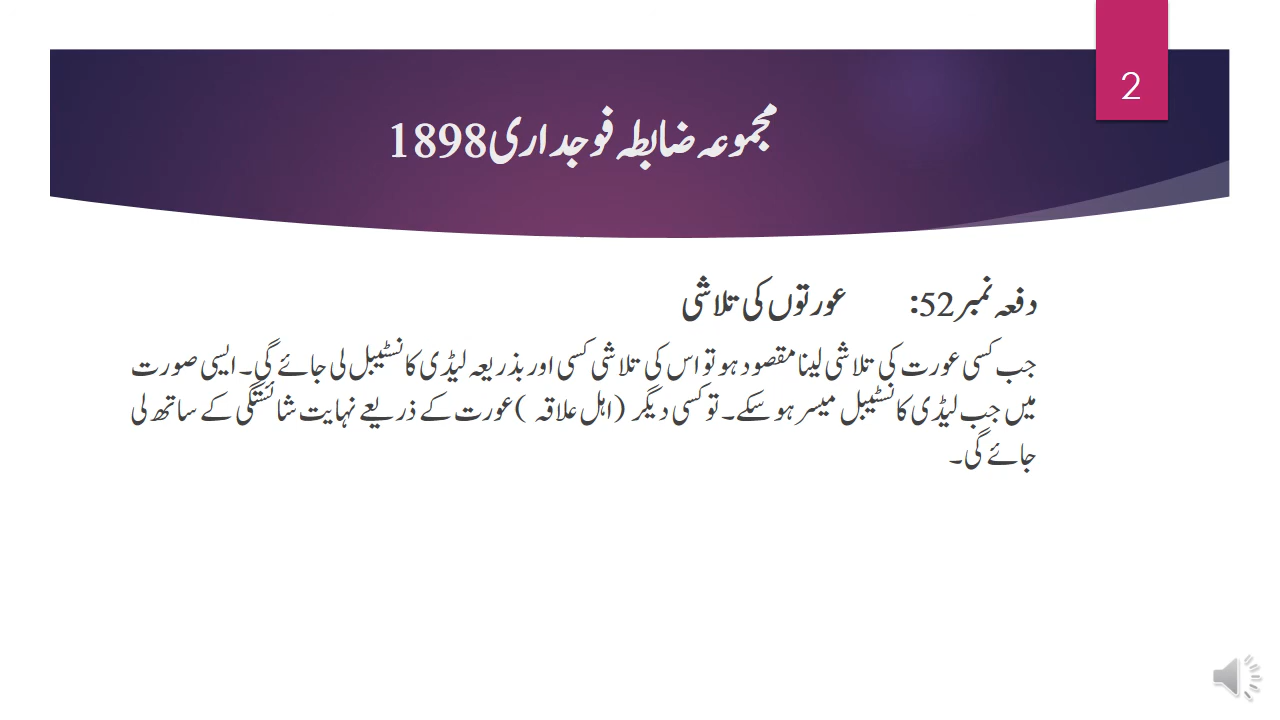 2
مجموعہ ضابطہ فوجداری 1898
دفعہ نمبر 52: عورتوں کی تلاشی
جب کسی عورت کی تلاشی لینا مقصود ہو تو اس کی تلاشی کسی اور بذریعہ لیڈی کانسٹیبل لی جائے گی۔ ایسی صورت
میں جب لیڈی کانسٹیبل میسر ہو سکے۔ تو کسی دیگر (اہل علاقہ ) عورت کے ذریعے نہایت شائستگی کے ساتھ لی
جائے گی۔